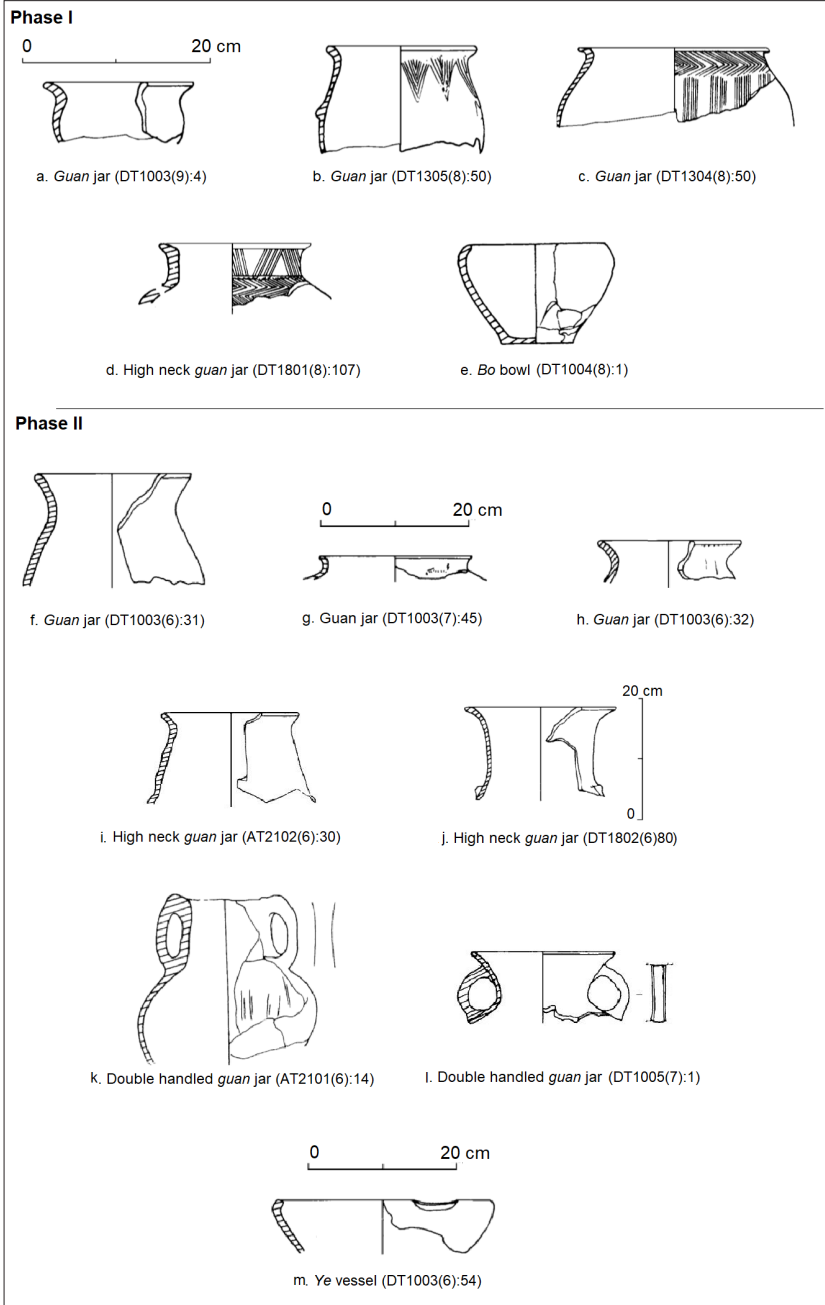 Phase I
0 20 cm
a. Guan jar (DT1003(9):4)
b. Guan jar (DT1305(8):50)
c. Guan jar (DT1304(8):50)
d. High neck guan jar (DT1801(8):107)
e. Bo bowl (DT1004(8):1)
Phase II
f. Guan jar (DT1003(6):31)
0 20 cm
g. Guan jar (DT1003(7):45)
h. Guan jar (DT1003(6):32)
i. High neck guan jar (AT2102(6):30)
20 cm
0
j. High neck guan jar (DT1802(6)80)
k. Double handled guan jar (AT2101(6):14)
l. Double handled guan jar (DT1005(7):1)
0 20 cm
m. Ye vessel (DT1003(6):54)